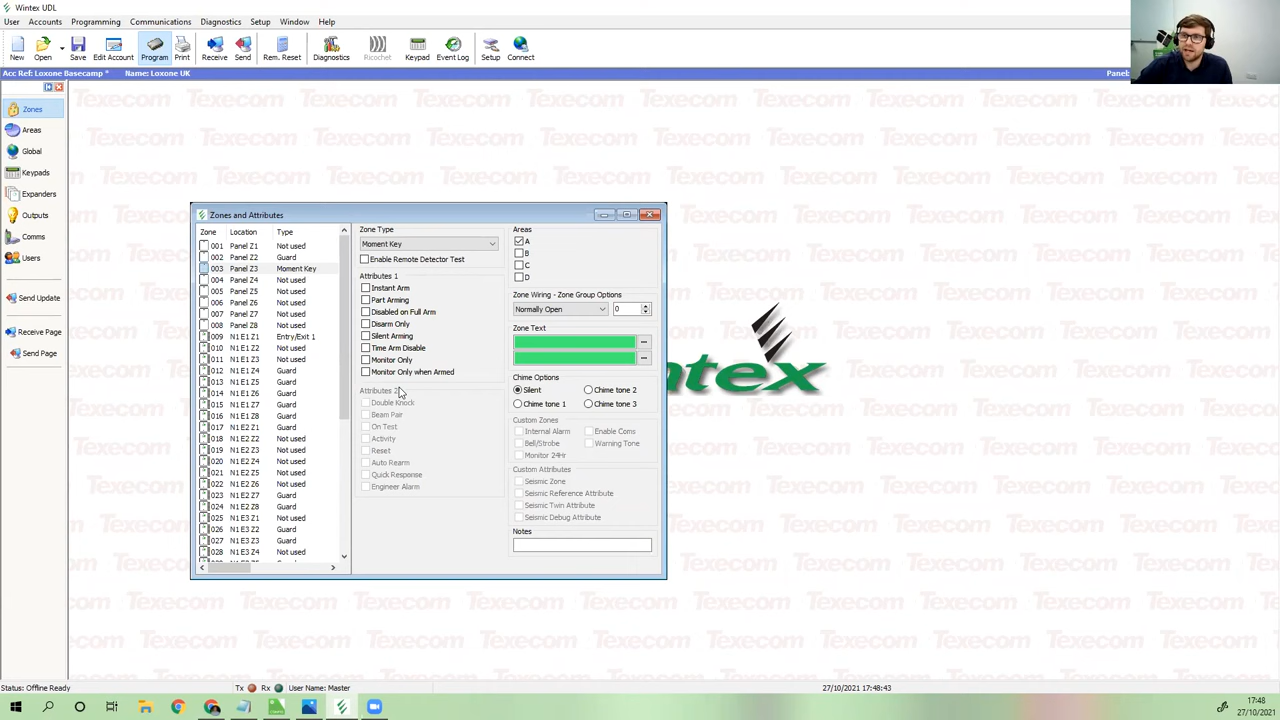 Wintex UDL
User Accounts Programming Communications Diagnostics Setup Window Help
New Open Save Edit Account Program Print Receive Send Rem. Reset Diagnostics Ricochet Keypad Event Log Setup Connect
Acc Ref: Loxone Basecamp * Name: Loxone UK Panel:
Zones
Areas
Global
Keypads
Expanders
Outputs
Comms
Users
Send Update
Receive Page
Send Page
Zones and Attributes
Zone Location Type
001 Panel Z1 Not used
002 Panel Z2 Guard
003 Panel Z3 Moment Key
004 Panel Z4 Not used
005 Panel Z5 Not used
006 Panel Z6 Not used
007 Panel Z7 Not used
008 Panel Z8 Not used
009 N1 E1 Z1 Entry/Exit 1
010 N1 E1 Z2 Not used
011 N1 E1 Z3 Not used
012 N1 E1 Z4 Guard
013 N1 E1 Z5 Guard
014 N1 E1 Z6 Guard
015 N1 E1 Z7 Guard
016 N1 E1 Z8 Guard
017 N1 E2 Z1 Guard
018 N1 E2 Z2 Not used
019 N1 E2 Z3 Not used
020 N1 E2 Z4 Not used
021 N1 E2 Z5 Not used
022 N1 E2 Z6 Not used
023 N1 E2 Z7 Guard
024 N1 E2 Z8 Guard
025 N1 E3 Z1 Not used
026 N1 E3 Z2 Guard
027 N1 E3 Z3 Guard
028 N1 E3 Z4 Not used
Zone Type
Moment Key
Enable Remote Detector Test
Attributes 1
Instant Arm
Part Arming
Disabled on Full Arm
Disarm Only
Silent Arming
Time Arm Disable
Monitor Only
Monitor Only when Armed
Attributes 2
Double Knock
Beam Pair
On Test
Activity
Reset
Auto Rearm
Quick Response
Engineer Alarm
Areas
A
B
C
D
Zone Wiring - Zone Group Options
Normally Open 0
Zone Text
Chime Options
Silent Chime tone 2
Chime tone 1 Chime tone 3
Custom Zones
Internal Alarm Enable Coms
Bell/Strobe Warning Tone
Monitor 24Hr
Custom Attributes
Seismic Zone
Seismic Reference Attribute
Seismic Twin Attribute
Seismic Debug Attribute
Notes
ntex
Texecom
Status: Offline Ready Tx Rx User Name: Master 27/10/2021 17:48:43
17:48
27/10/2021